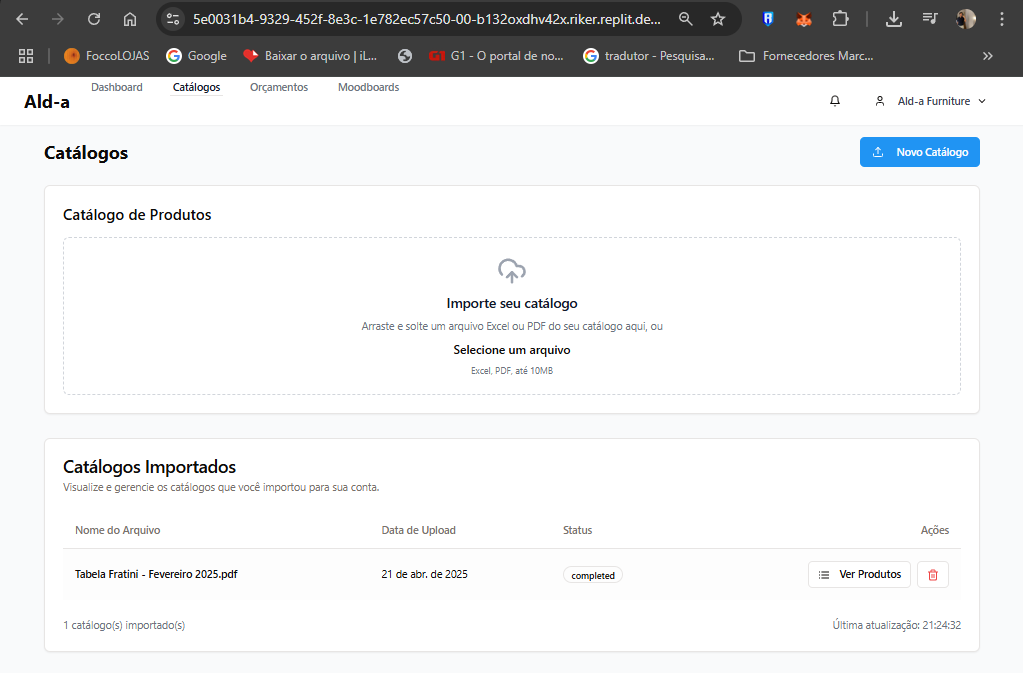 5e0031b4-9329-452f-8e3c-1e782ec57c50-00-b132oxdhv42x.riker.replit.de...
FoccoLOJAS
Google
Baixar o arquivo | iL...
G1 G1 - O portal de no...
tradutor - Pesquisa...
Fornecedores Marc...
Ald-a
Dashboard
Catálogos
Orçamentos
Moodboards
Ald-a Furniture
Catálogos
Novo Catálogo
Catálogo de Produtos
Importe seu catálogo
Arraste e solte um arquivo Excel ou PDF do seu catálogo aqui, ou
Selecione um arquivo
Excel, PDF, até 10MB
Catálogos Importados
Visualize e gerencie os catálogos que você importou para sua conta.
Nome do Arquivo Data de Upload Status Ações
Tabela Fratini - Fevereiro 2025.pdf 21 de abr. de 2025 completed Ver Produtos
1 catálogo(s) importado(s) Última atualização: 21:24:32